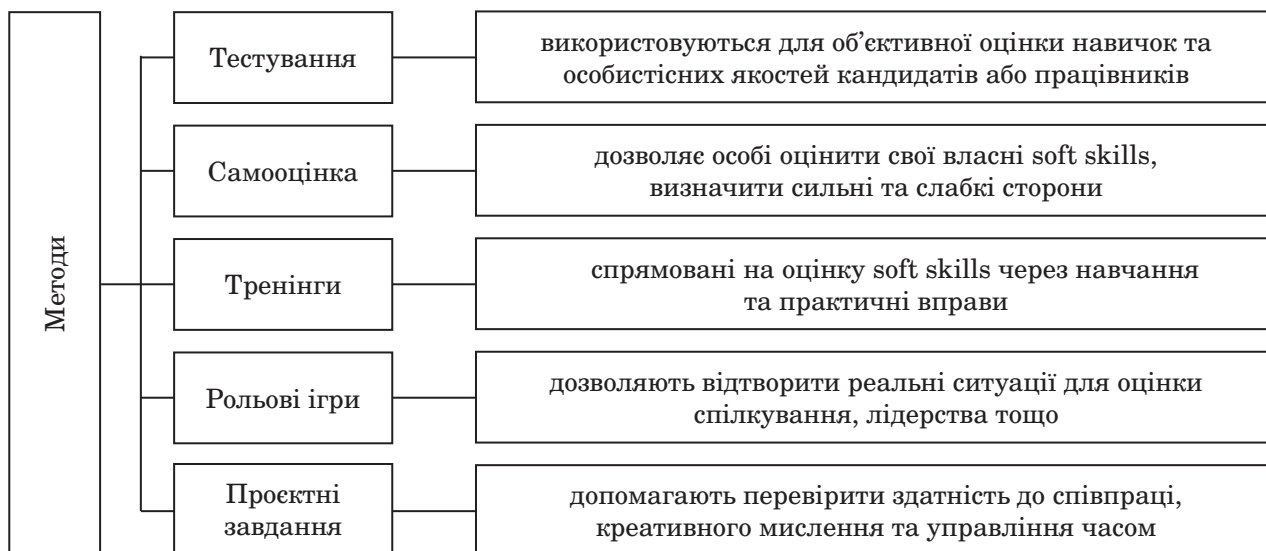 Методи
Тестування
використовуються для об’єктивної оцінки навичок та
особистісних якостей кандидатів або працівників
Самооцінка
дозволяє особі оцінити свої власні soft skills,
визначити сильні та слабкі сторони
Тренінги
спрямовані на оцінку soft skills через навчання
та практичні вправи
Рольові ігри
дозволяють відтворити реальні ситуації для оцінки
спілкування, лідерства тощо
Проєктні
завдання
допомагають перевірити здатність до співпраці,
креативного мислення та управління часом